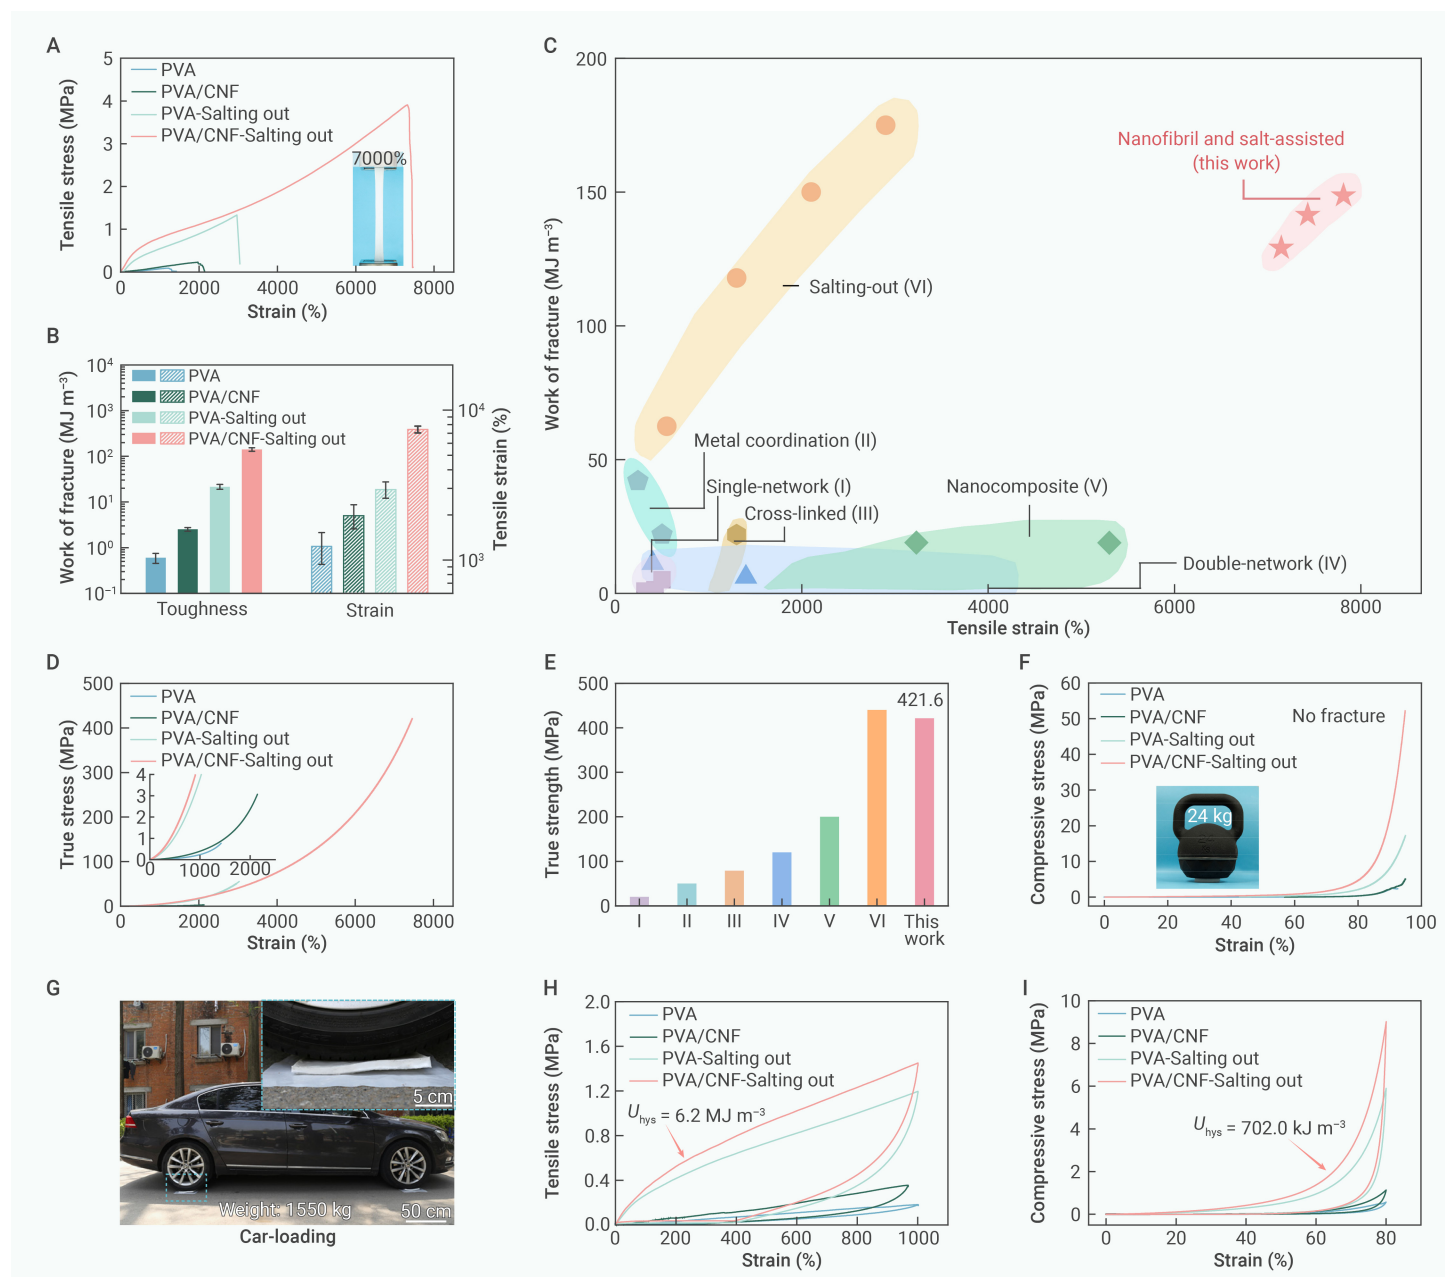 A
Tensile stress (MPa)
5
4
3
2
1
0
PVA
PVA/CNF
PVA-Salting out
PVA/CNF-Salting out
7000%
0 2000 4000 6000 8000
Strain (%)
B
Work of fracture (MJ m⁻³)
10⁴
10³
10²
10¹
10⁰
10⁻¹
PVA
PVA/CNF
PVA-Salting out
PVA/CNF-Salting out
10⁴
10³
Tensile strain (%)
Toughness Strain
C
Work of fracture (MJ m⁻³)
200
150
100
50
0
Nanofibril and salt-assisted
(this work)
Salting-out (VI)
Metal coordination (II)
Single-network (I)
Cross-linked (III)
Nanocomposite (V)
Double-network (IV)
0 2000 4000 6000 8000
Tensile strain (%)
D
True stress (MPa)
500
400
300
200
100
0
PVA
PVA/CNF
PVA-Salting out
PVA/CNF-Salting out
4
3
2
1
0
0 1000 2000
0 2000 4000 6000 8000
Strain (%)
E
True strength (MPa)
500
400
300
200
100
0
421.6
I II III IV V VI This
work
F
Compressive stress (MPa)
60
50
40
30
20
10
0
PVA
PVA/CNF
PVA-Salting out
PVA/CNF-Salting out
No fracture
24 kg
0 20 40 60 80 100
Strain (%)
G
5 cm
Weight: 1550 kg 50 cm
Car-loading
H
Tensile stress (MPa)
2.0
1.6
1.2
0.8
0.4
0.0
PVA
PVA/CNF
PVA-Salting out
PVA/CNF-Salting out
Uhys = 6.2 MJ m⁻³
0 200 400 600 800 1000
Strain (%)
I
Compressive stress (MPa)
10
8
6
4
2
0
PVA
PVA/CNF
PVA-Salting out
PVA/CNF-Salting out
Uhys = 702.0 kJ m⁻³
0 20 40 60 80
Strain (%)